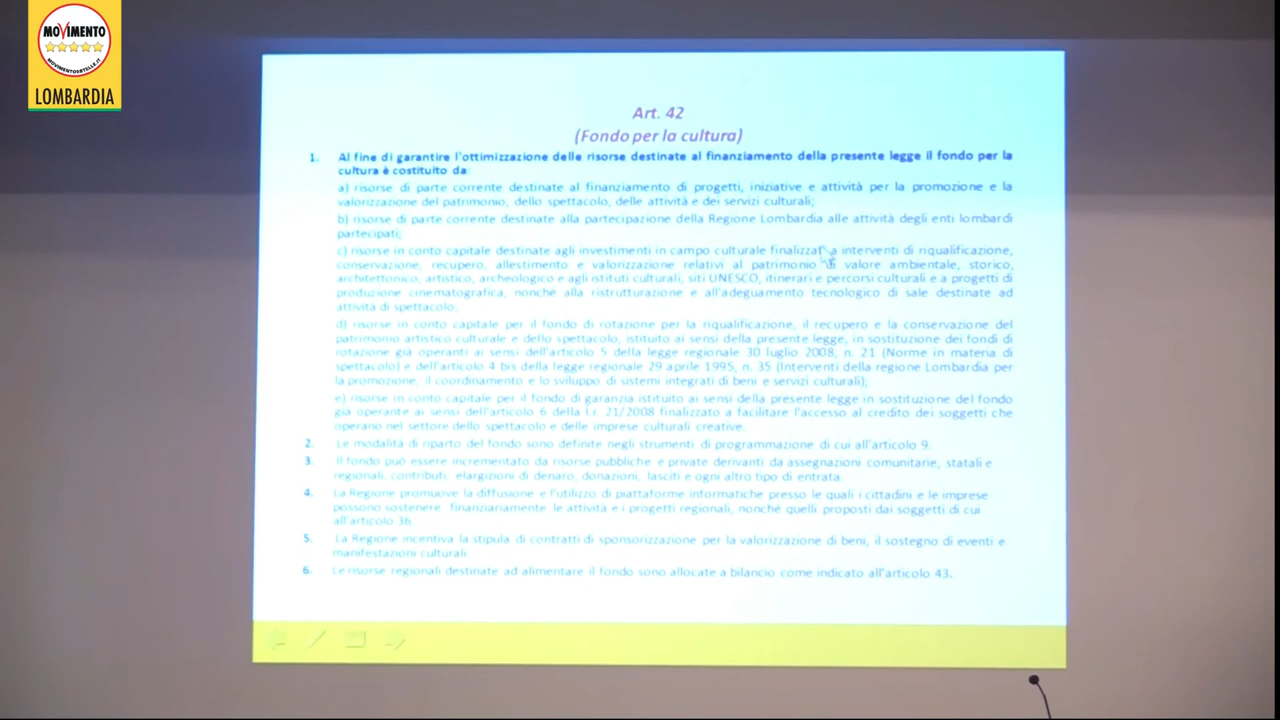 MOVIMENTO
MOVIMENTO5STELLE.IT
LOMBARDIA
Art. 42
(Fondo per la cultura)
1. Al fine di garantire l'ottimizzazione delle risorse destinate al finanziamento della presente legge il fondo per la
cultura è costituito da:
a) risorse di parte corrente destinate al finanziamento di progetti, iniziative e attività per la promozione e la
valorizzazione del patrimonio, dello spettacolo, delle attività e dei servizi culturali;
b) risorse di parte corrente destinate alla partecipazione della Regione Lombardia alle attività degli enti lombardi
partecipati;
c) risorse in conto capitale destinate agli investimenti in campo culturale finalizzati a interventi di riqualificazione,
conservazione, recupero, allestimento e valorizzazione relativi al patrimonio di valore ambientale, storico,
architettonico, artistico, archeologico e agli istituti culturali, siti UNESCO, itinerari e percorsi culturali e a progetti di
produzione cinematografica, nonché alla ristrutturazione e all'adeguamento tecnologico di sale destinate ad
attività di spettacolo;
d) risorse in conto capitale per il fondo di rotazione per la riqualificazione, il recupero e la conservazione del
patrimonio artistico culturale e dello spettacolo, istituito ai sensi della presente legge, in sostituzione dei fondi di
rotazione già operanti ai sensi dell'articolo 5 della legge regionale 30 luglio 2008, n. 21 (Norme in materia di
spettacolo) e dell'articolo 4 bis della legge regionale 29 aprile 1995, n. 35 (Interventi della regione Lombardia per
la promozione, il coordinamento e lo sviluppo di sistemi integrati di beni e servizi culturali);
e) risorse in conto capitale per il fondo di garanzia istituito ai sensi della presente legge in sostituzione del fondo
già operante ai sensi dell'articolo 6 della l.r. 21/2008 finalizzato a facilitare l'accesso al credito dei soggetti che
operano nel settore dello spettacolo e delle imprese culturali creative.
2. Le modalità di riparto del fondo sono definite negli strumenti di programmazione di cui all'articolo 9.
3. Il fondo può essere incrementato da risorse pubbliche e private derivanti da assegnazioni comunitarie, statali e
regionali, contributi, elargizioni di denaro, donazioni, lasciti e ogni altro tipo di entrata.
4. La Regione promuove la diffusione e l'utilizzo di piattaforme informatiche presso le quali i cittadini e le imprese
possono sostenere finanziariamente le attività e i progetti regionali, nonché quelli proposti dai soggetti di cui
all'articolo 36.
5. La Regione incentiva la stipula di contratti di sponsorizzazione per la valorizzazione di beni, il sostegno di eventi e
manifestazioni culturali.
6. Le risorse regionali destinate ad alimentare il fondo sono allocate a bilancio come indicato all'articolo 43.